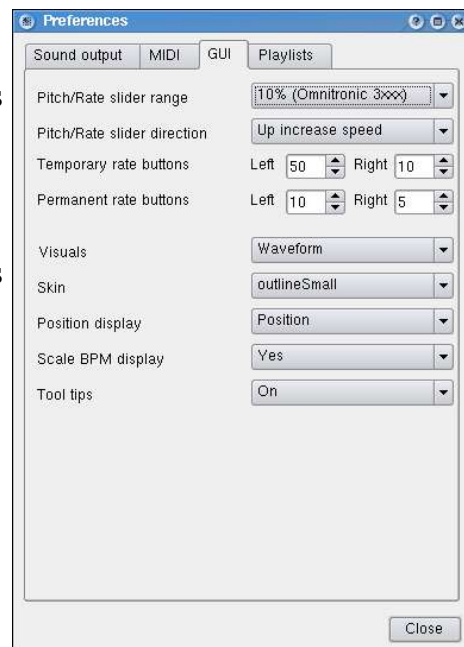 Preferences
Sound output MIDI GUI Playlists
Pitch/Rate slider range 10% (Omnitronic 3xxx)
Pitch/Rate slider direction Up increase speed
Temporary rate buttons Left 50 Right 10
Permanent rate buttons Left 10 Right 5
Visuals Waveform
Skin outlineSmall
Position display Position
Scale BPM display Yes
Tool tips On
Close